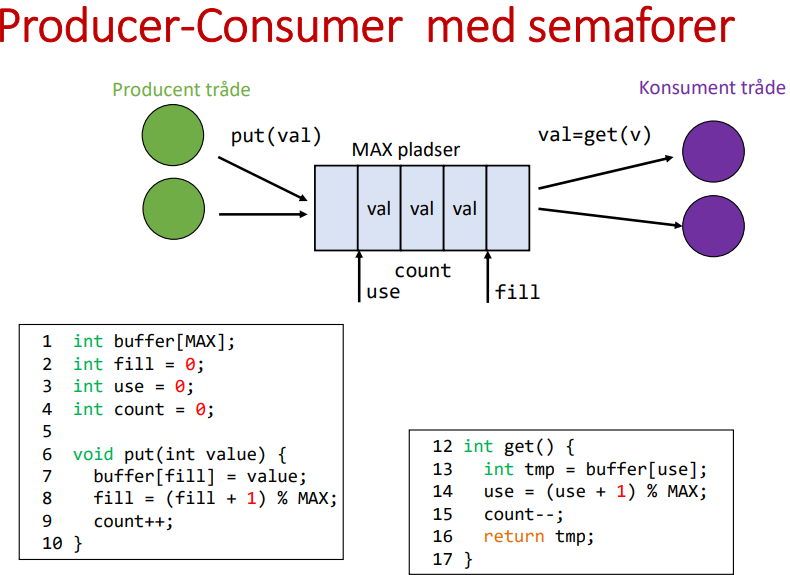 Producer-Consumer med semaforer
Producent tråde
Konsument tråde
put(val)
val=get(v)
MAX pladser
val val val
count
use
fill
1 int buffer[MAX];
2 int fill = 0;
3 int use = 0;
4 int count = 0;
5
6 void put(int value) {
7 buffer[fill] = value;
8 fill = (fill + 1) % MAX;
9 count++;
10 }
12 int get() {
13 int tmp = buffer[use];
14 use = (use + 1) % MAX;
15 count--;
16 return tmp;
17 }